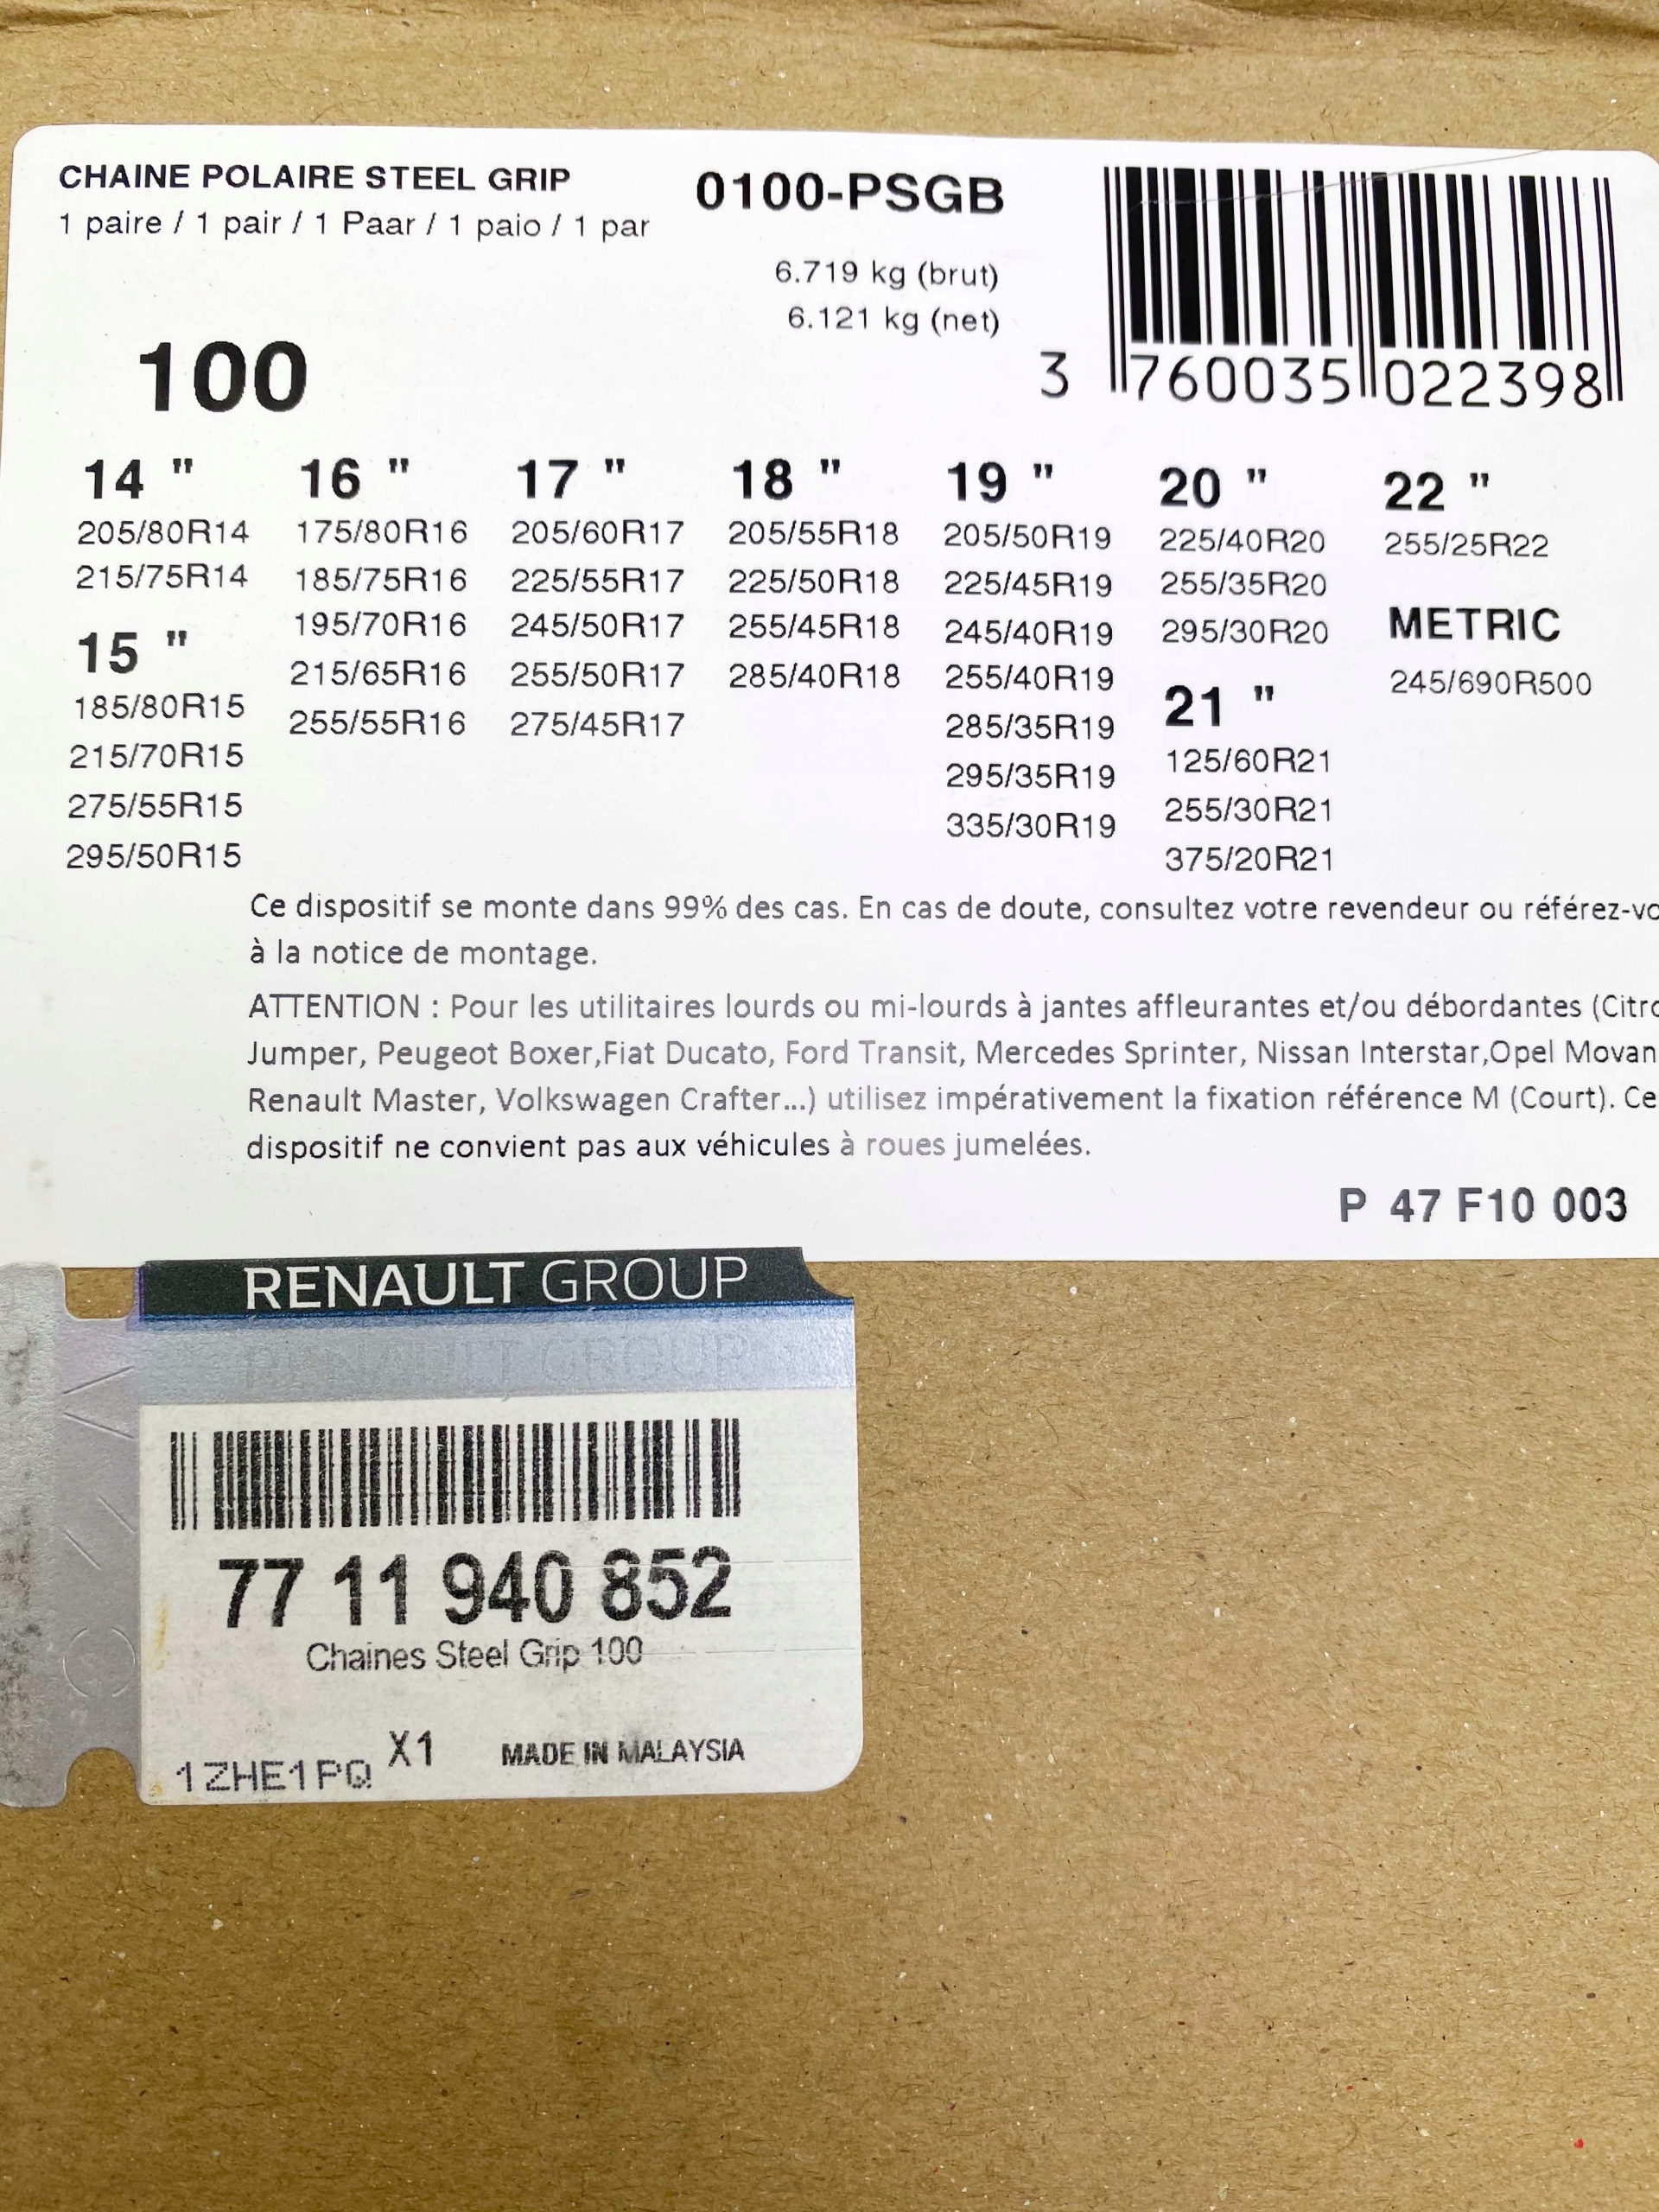 CHAINE POLAIRE STEEL GRIP
1 paire / 1 pair / 1 Paar / 1 paio / 1 par
0100-PSGB
6.719 kg (brut)
6.121 kg (net)
3 760035 022398
100
14 "
205/80R14
215/75R14
15 "
185/80R15
215/70R15
275/55R15
295/50R15
16 "
175/80R16
185/75R16
195/70R16
215/65R16
255/55R16
17 "
205/60R17
225/55R17
245/50R17
255/50R17
275/45R17
18 "
205/55R18
225/50R18
255/45R18
285/40R18
19 "
205/50R19
225/45R19
245/40R19
255/40R19
285/35R19
295/35R19
335/30R19
20 "
225/40R20
255/35R20
295/30R20
21 "
125/60R21
255/30R21
375/20R21
22 "
255/25R22
METRIC
245/690R500
Ce dispositif se monte dans 99% des cas. En cas de doute, consultez votre revendeur ou référez-vo
à la notice de montage.
ATTENTION : Pour les utilitaires lourds ou mi-lourds à jantes affleurantes et/ou débordantes (Citro
Jumper, Peugeot Boxer,Fiat Ducato, Ford Transit, Mercedes Sprinter, Nissan Interstar,Opel Movan
Renault Master, Volkswagen Crafter...) utilisez impérativement la fixation référence M (Court). Ce
dispositif ne convient pas aux véhicules à roues jumelées.
P 47 F10 003
RENAULT GROUP
RENAULT GROUP
77 11 940 852
Chaines Steel Grip 100
1ZHE1PQ X1 MADE IN MALAYSIA